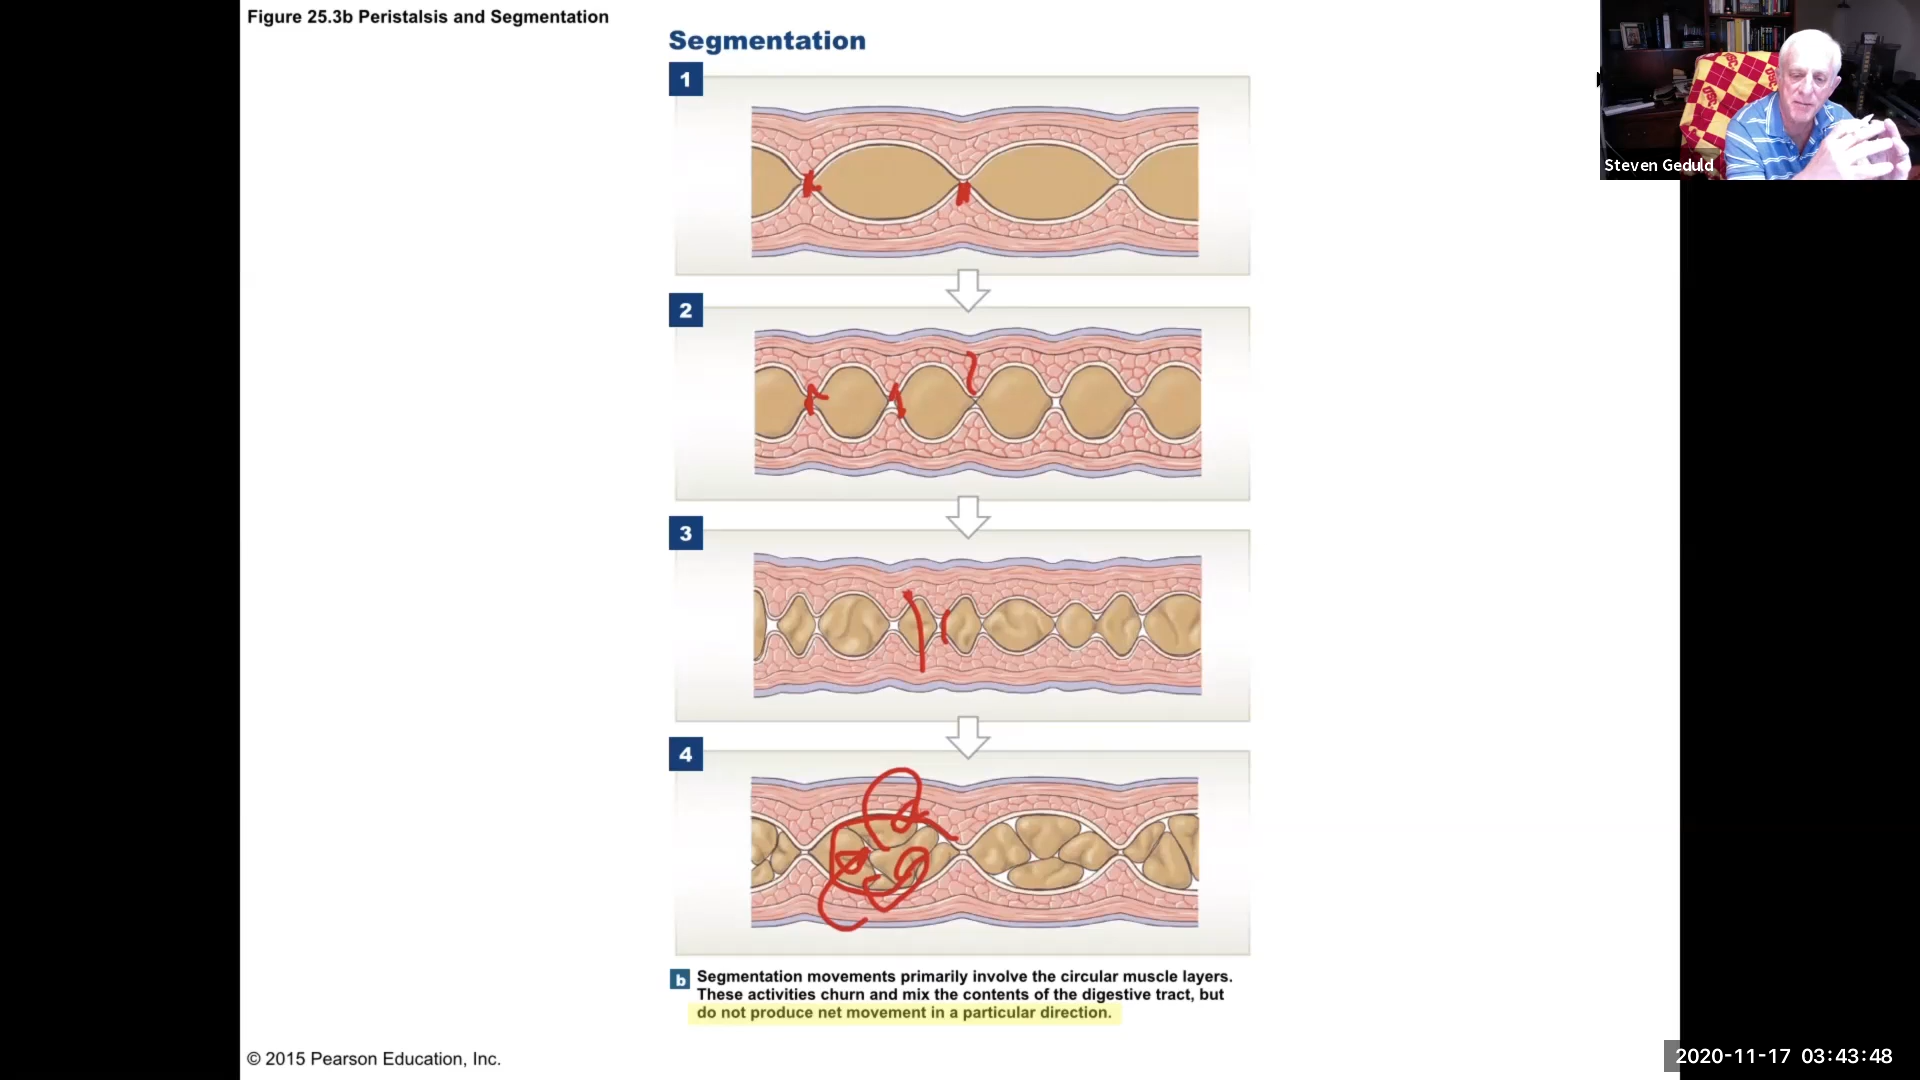 Figure 25.3b Peristalsis and Segmentation
Segmentation
1
2
3
4
b Segmentation movements primarily involve the circular muscle layers.
These activities churn and mix the contents of the digestive tract, but
do not produce net movement in a particular direction.
© 2015 Pearson Education, Inc.
Steven Geduld
USC
2020-11-17 03:43:48